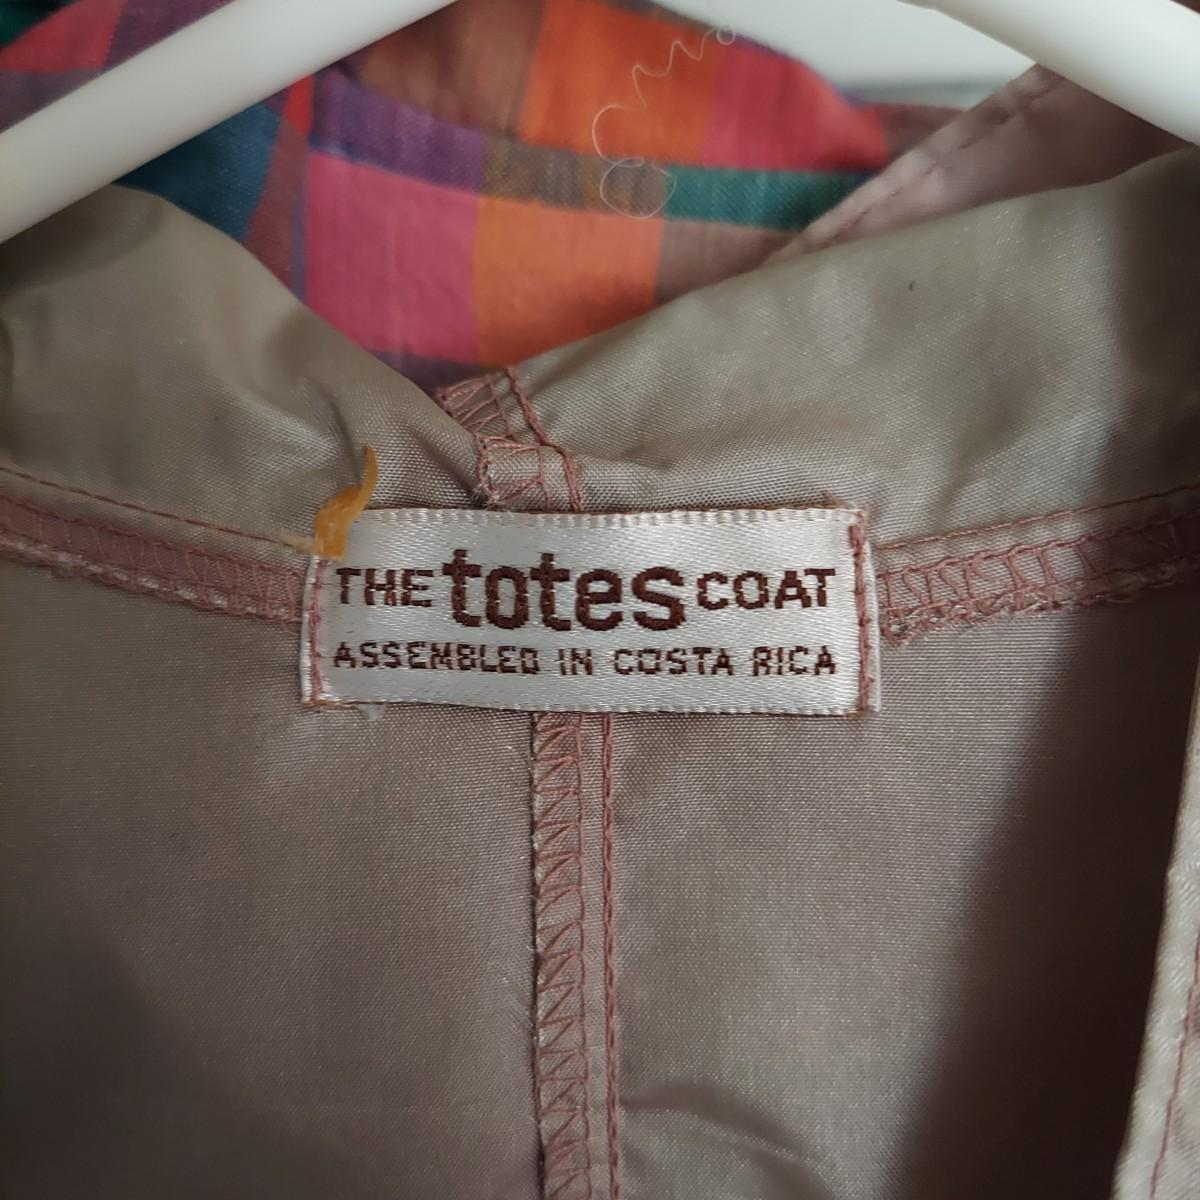 THE totes COAT
ASSEMBLED IN COSTA RICA